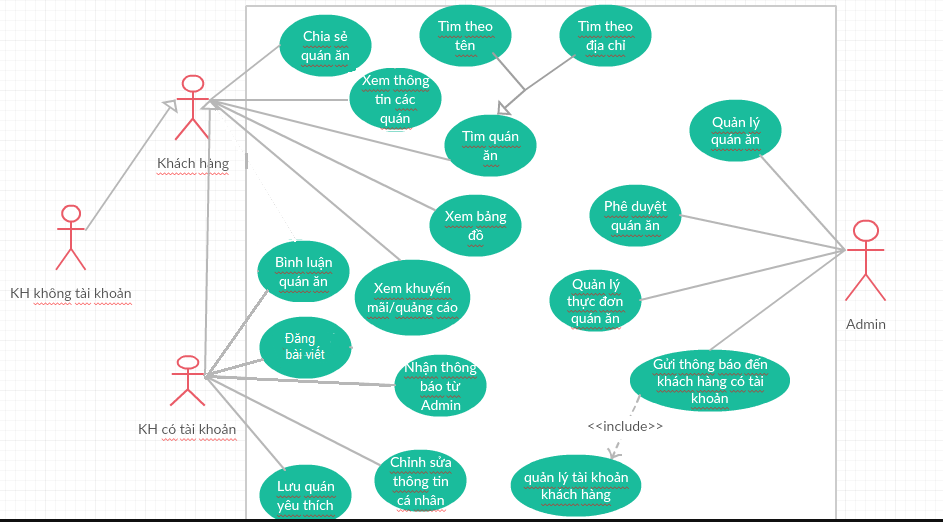 Chia sẻ
quán ăn
Tìm theo
tên
Tìm theo
địa chỉ
Xem thông
tin các
quán
Tìm quán
ăn
Quản lý
quán ăn
Khách hàng
Xem bảng
đồ
Phê duyệt
quán ăn
KH không tài khoản
Bình luận
quán ăn
Xem khuyến
mãi/quảng cáo
Quản lý
thực đơn
quán ăn
Admin
Đăng
bài viết
Nhận thông
báo từ
Admin
Gửi thông báo đến
khách hàng có tài
khoản
KH có tài khoản
<<include>>
Lưu quán
yêu thích
Chỉnh sửa
thông tin
cá nhân
quản lý tài khoản
khách hàng